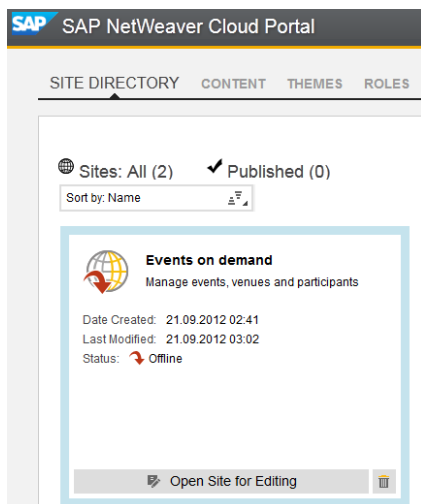 SAP SAP NetWeaver Cloud Portal
SITE DIRECTORY CONTENT THEMES ROLES
Sites: All (2) Published (0)
Sort by: Name
Events on demand
Manage events, venues and participants
Date Created: 21.09.2012 02:41
Last Modified: 21.09.2012 03:02
Status: Offline
Open Site for Editing